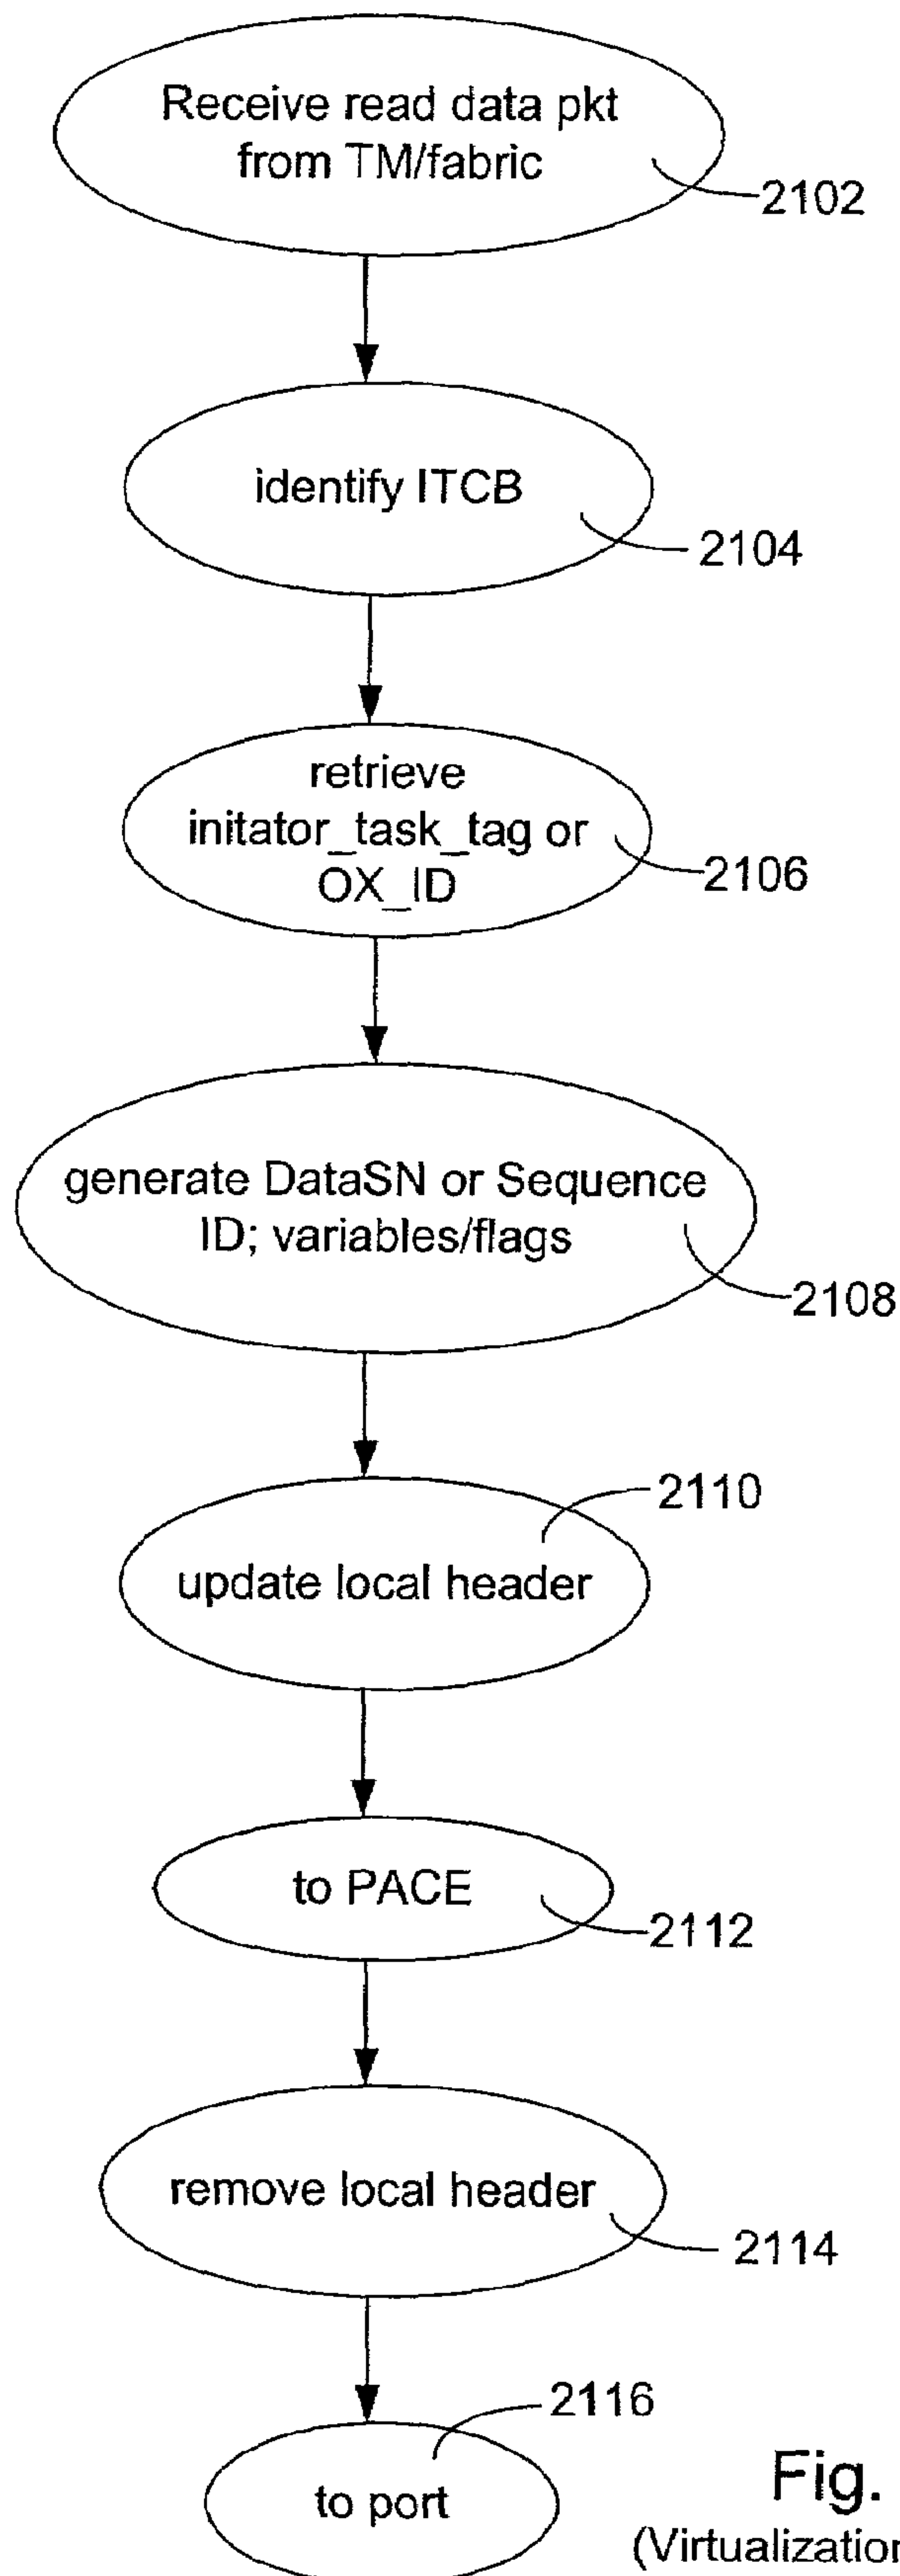 Receive read data pkt
from TM/fabric
2102
identify ITCB
2104
retrieve
initator_task_tag or
OX_ID
2106
generate DataSN or Sequence
ID; variables/flags
2108
2110
update local header
to PACE
2112
remove local header
2114
2116
to port
Fig.
(Virtualization